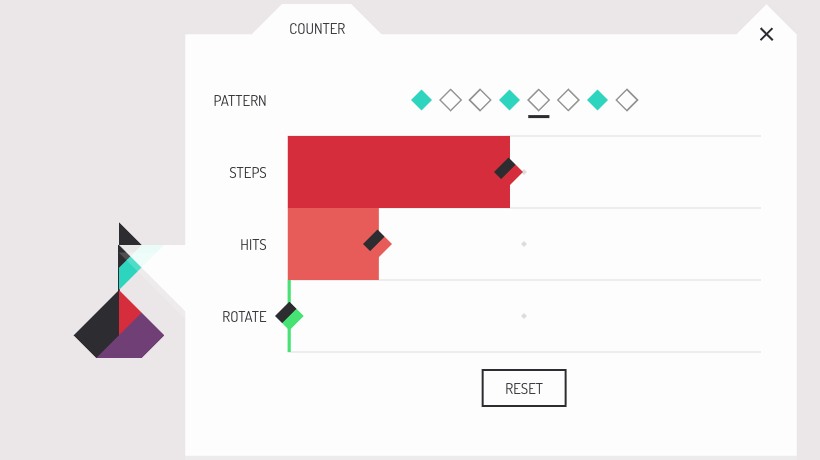 COUNTER
PATTERN
STEPS
HITS
ROTATE
RESET